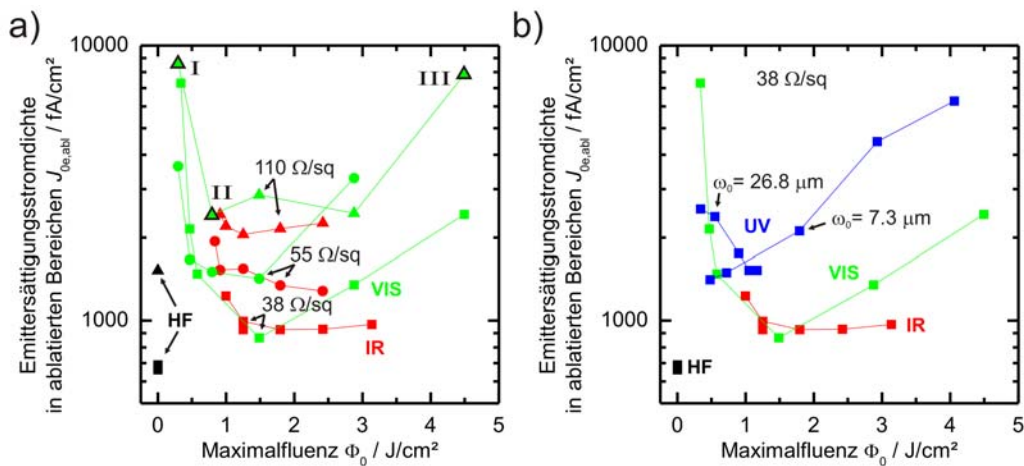 a)
Emittersättigungsstromdichte
in ablatierten Bereichen J0e,abl / fA/cm²
10000
1000
I
II
III
110 Ω/sq
55 Ω/sq
38 Ω/sq
HF
VIS
IR
0 1 2 3 4 5
Maximalfluenz Φ0 / J/cm²
b)
Emittersättigungsstromdichte
in ablatierten Bereichen J0e,abl / fA/cm²
10000
1000
38 Ω/sq
ω0= 26.8 µm
ω0= 7.3 µm
UV
VIS
IR
HF
0 1 2 3 4 5
Maximalfluenz Φ0 / J/cm²